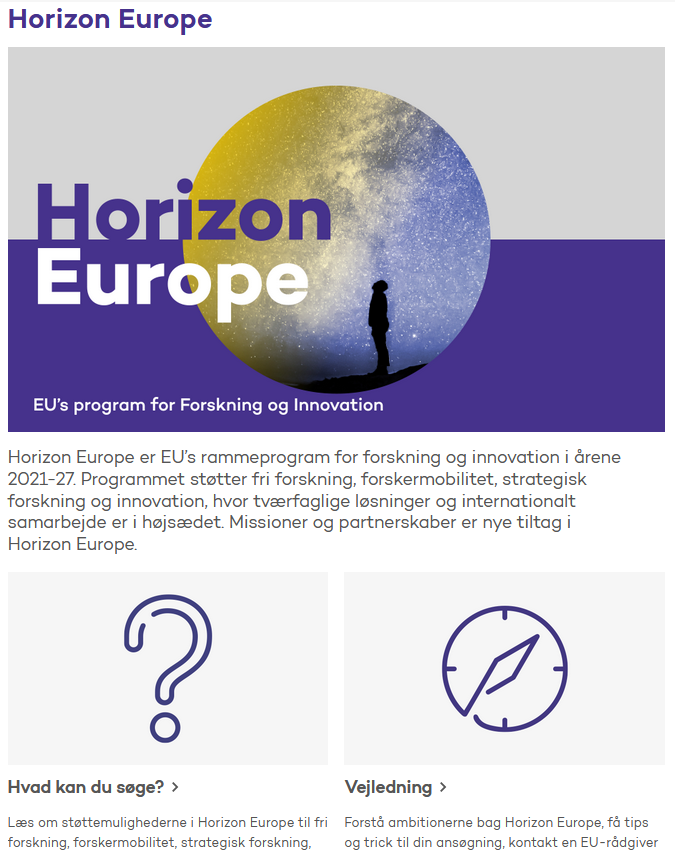 Horizon Europe
Horizon
Europe
EU’s program for Forskning og Innovation
Horizon Europe er EU’s rammeprogram for forskning og innovation i årene
2021-27. Programmet støtter fri forskning, forskermobilitet, strategisk
forskning og innovation, hvor tværfaglige løsninger og internationalt
samarbejde er i højsædet. Missioner og partnerskaber er nye tiltag i
Horizon Europe.
Hvad kan du søge? >
Læs om støttemulighederne i Horizon Europe til fri
forskning, forskermobilitet, strategisk forskning,
Vejledning >
Forstå ambitionerne bag Horizon Europe, få tips
og trick til din ansøgning, kontakt en EU-rådgiver